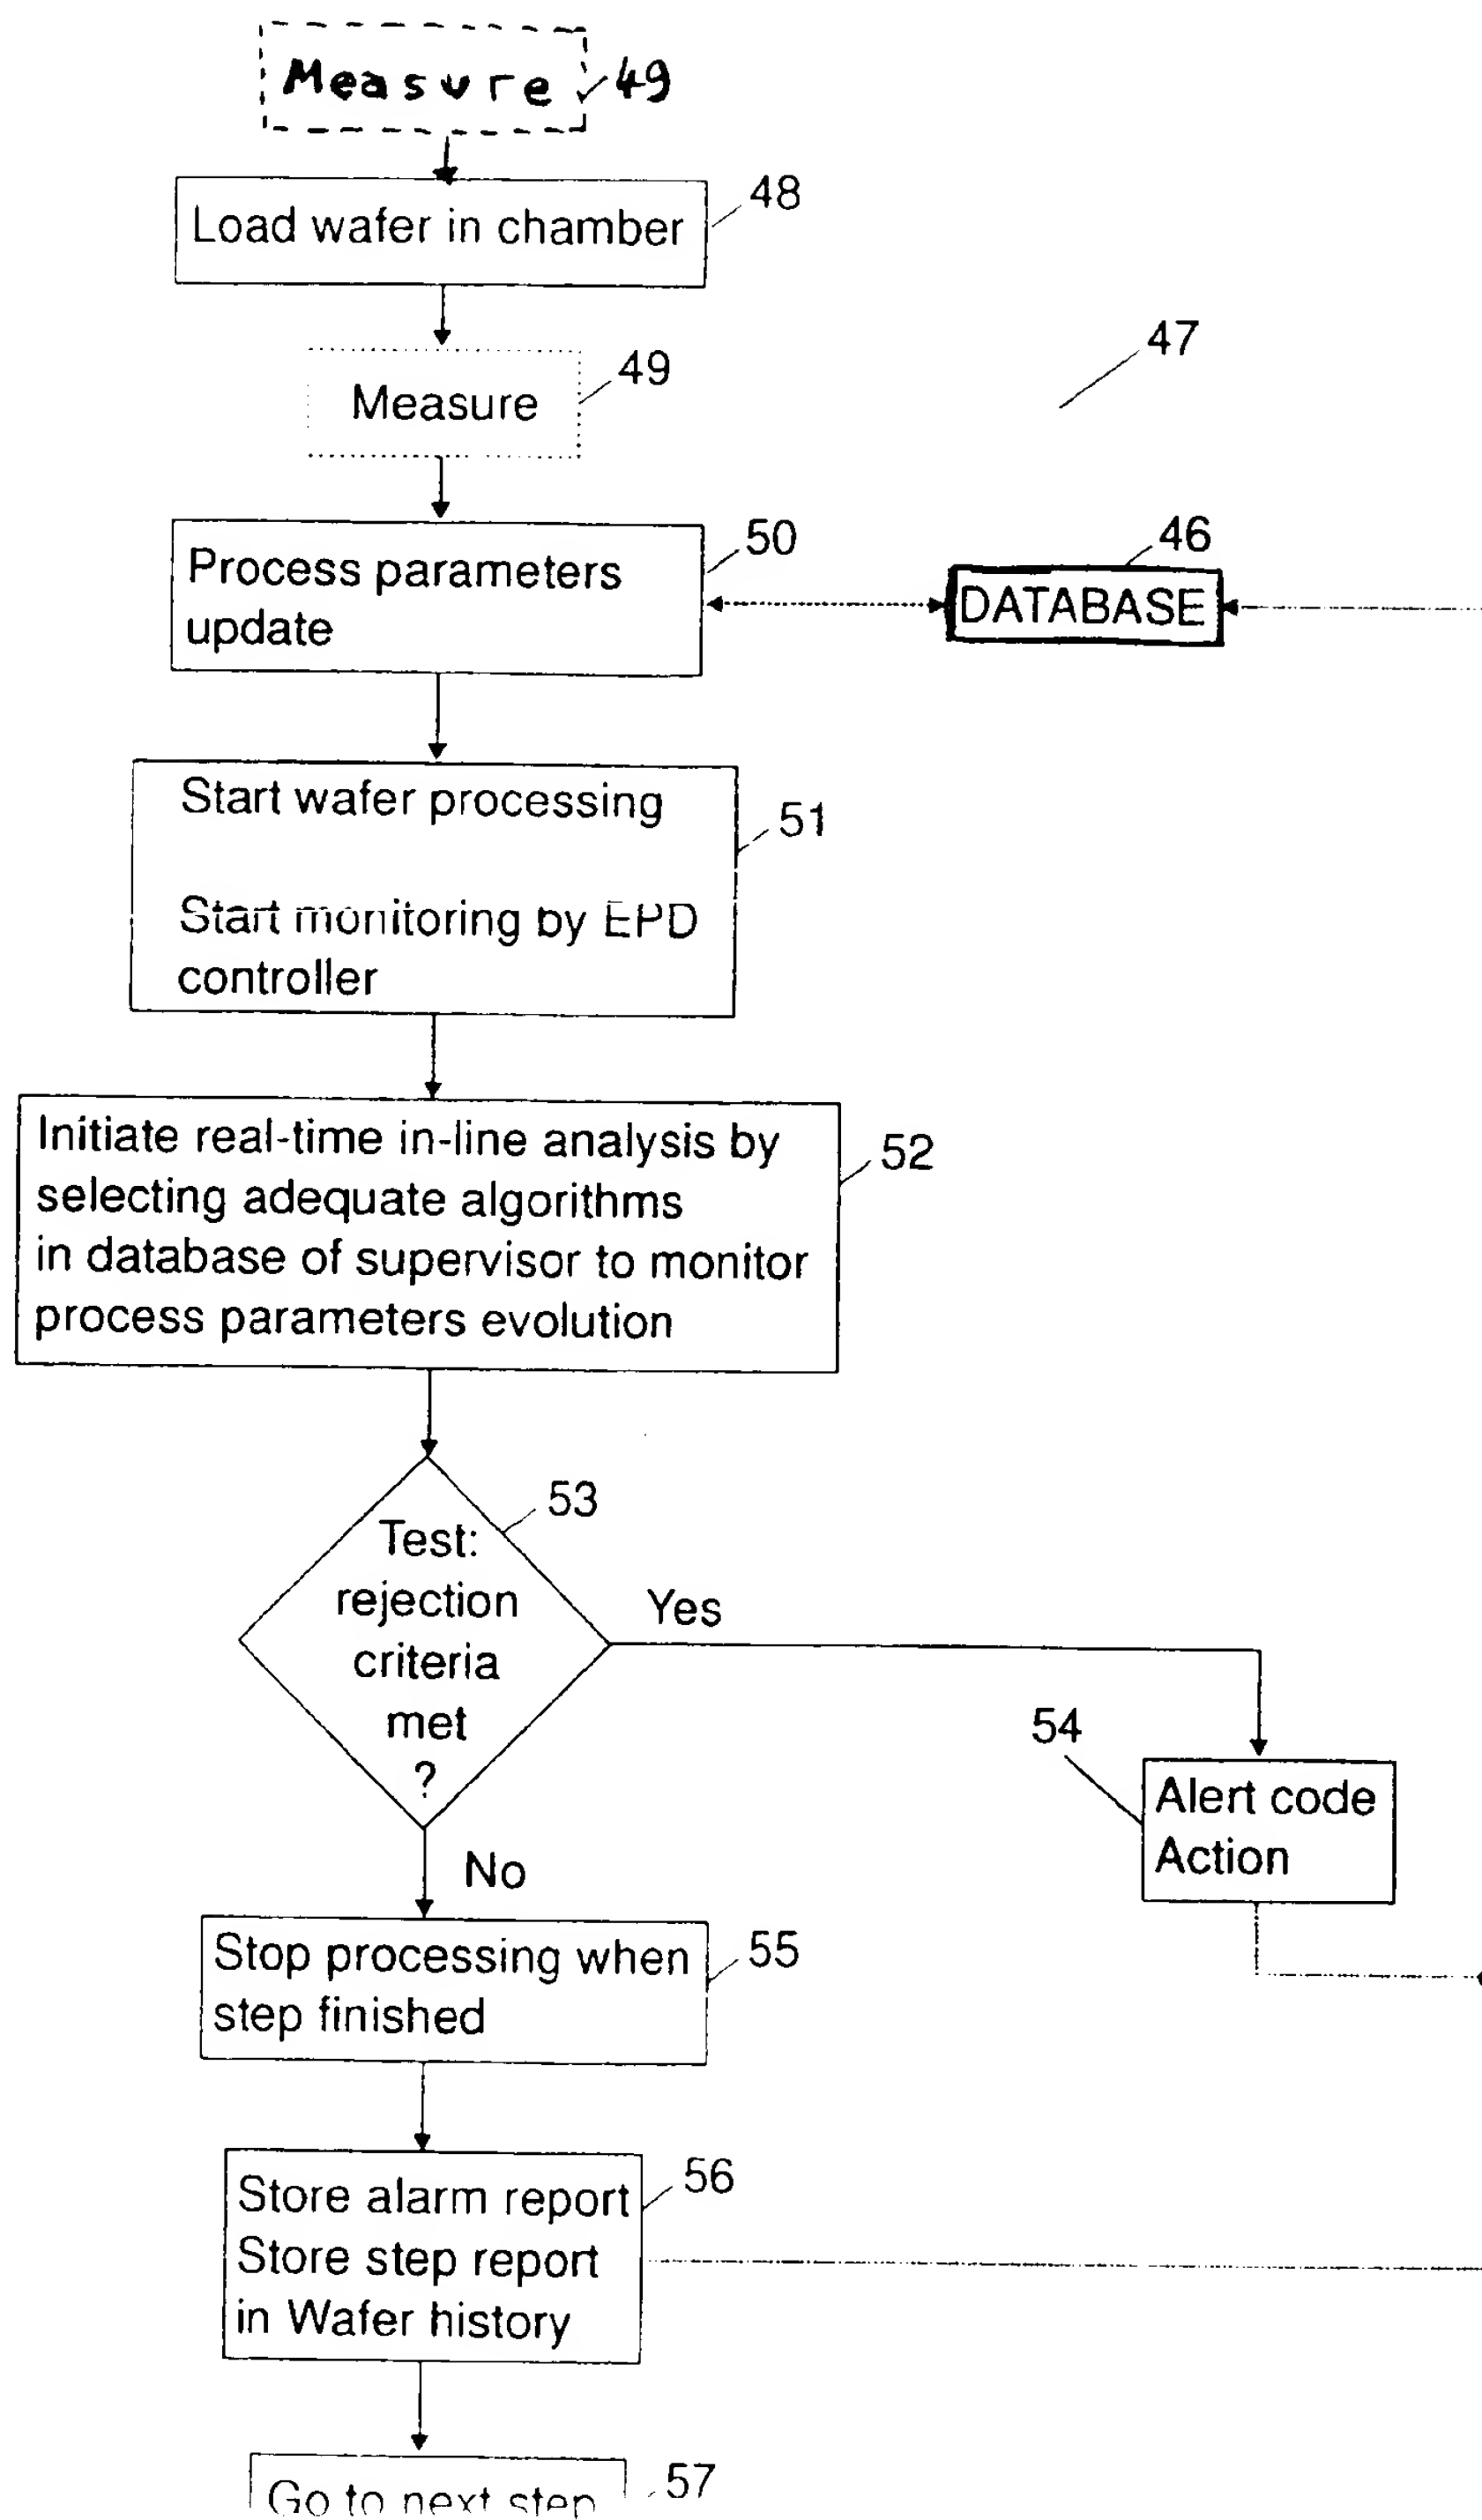 Measure 49
Load wafer in chamber
48
Measure
49
47
Process parameters
update
50
46
DATABASE
Start wafer processing
Start monitoring by EPD
controller
51
Initiate real-time in-line analysis by
selecting adequate algorithms
in database of supervisor to monitor
process parameters evolution
52
53
Test:
rejection
criteria
met
?
Yes
No
54
Alert code
Action
Stop processing when
step finished
55
Store alarm report
Store step report
in Wafer history
56
Go to next step
57